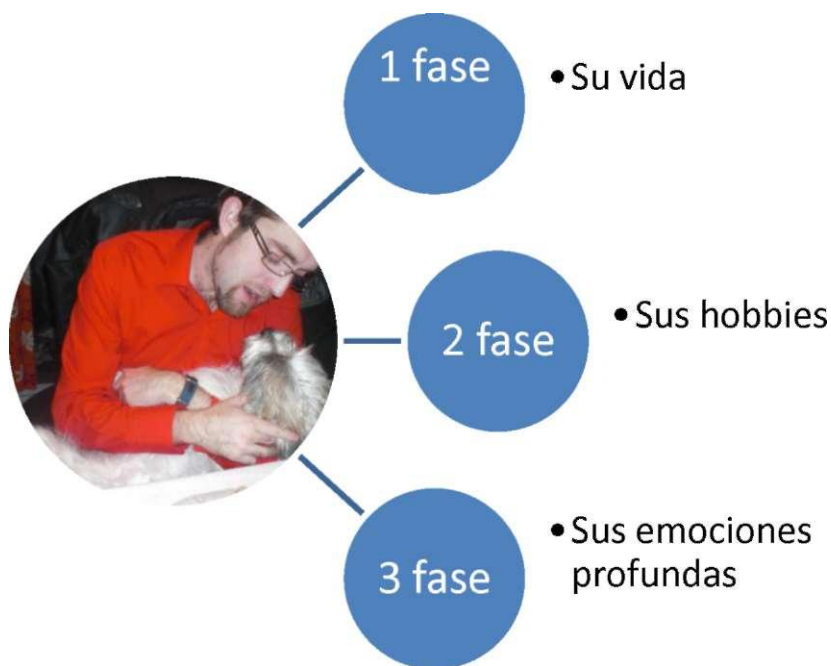 1 fase
• Su vida
2 fase
• Sus hobbies
3 fase
• Sus emociones
profundas